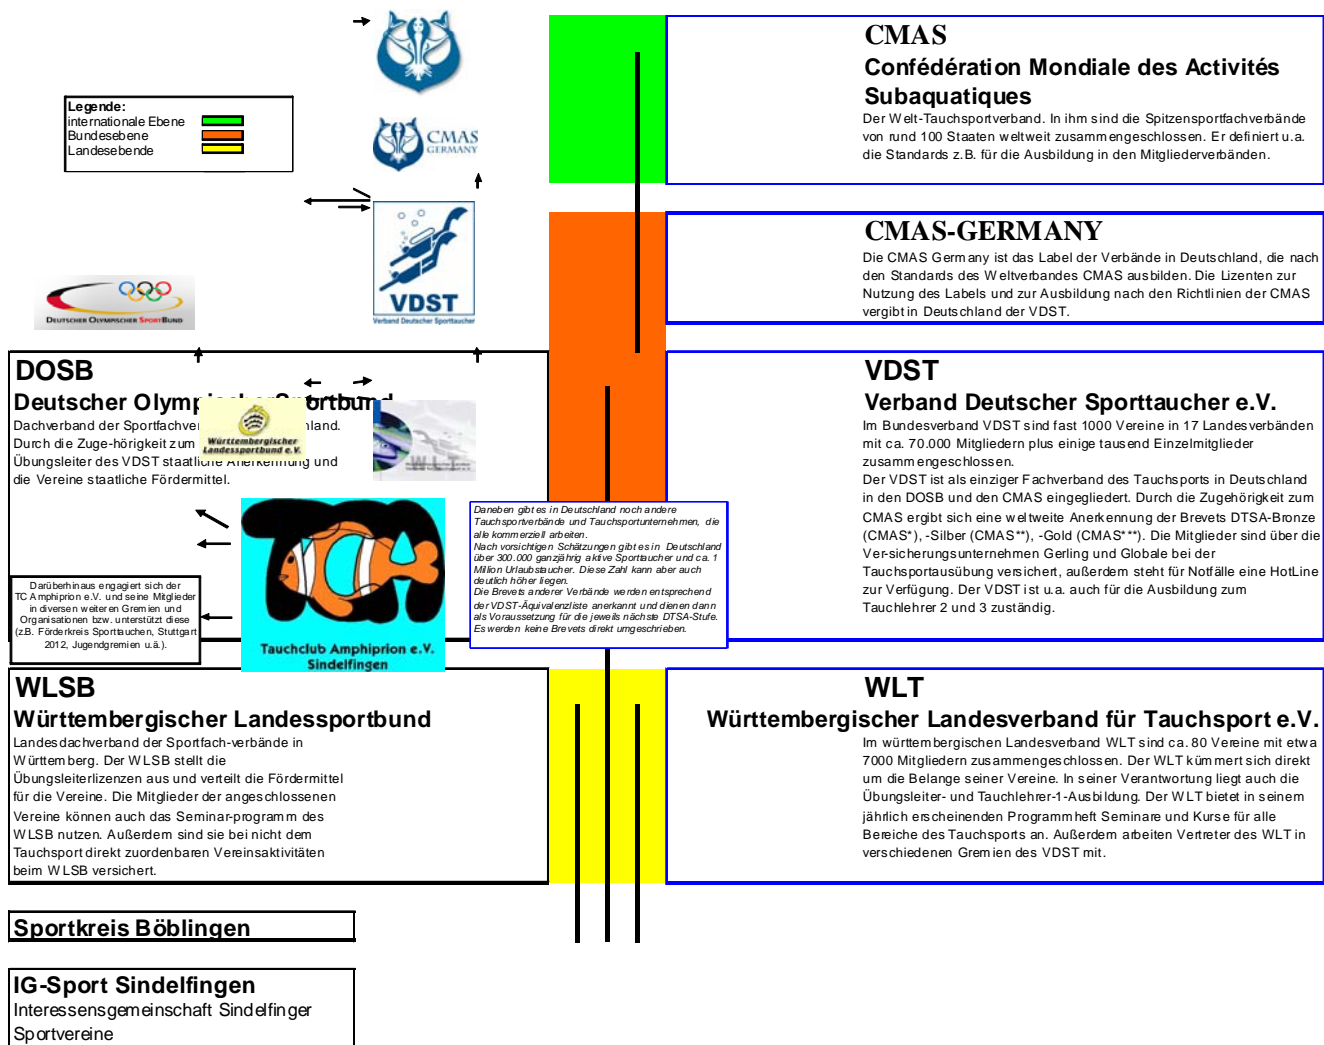 CMAS
Confédération Mondiale des Activités
Subaquatiques
Der Welt-Tauchsportverband. In ihm sind die Spitzensportfachverbände
von rund 100 Staaten weltweit zusammengeschlossen. Er definiert u.a.
die Standards z.B. für die Ausbildung in den Mitgliederverbänden.
Legende:
internationale Ebene
Bundesebene
Landesebende
CMAS
GERMANY
CMAS-GERMANY
Die CMAS Germany ist das Label der Verbände in Deutschland, die nach
den Standards des Weltverbandes CMAS ausbilden. Die Lizenten zur
Nutzung des Labels und zur Ausbildung nach den Richtlinien der CMAS
vergibt in Deutschland der VDST.
VDST
Verband Deutscher Sporttaucher
DEUTSCHER OLYMPISCHER SPORTBUND
DOSB
Deutscher Olympischer Sportbund
Dachverband der Sportfachver land.
Durch die Zuge-hörigkeit zum
Übungsleiter des VDST staatliche Anerkennung und
die Vereine staatliche Fördermittel.
Württembergischer
Landessportbund e.V.
WLT
VDST
Verband Deutscher Sporttaucher e.V.
Im Bundesverband VDST sind fast 1000 Vereine in 17 Landesverbänden
mit ca. 70.000 Mitgliedern plus einige tausend Einzelmitglieder
zusammengeschlossen.
Der VDST ist als einziger Fachverband des Tauchsports in Deutschland
in den DOSB und den CMAS eingegliedert. Durch die Zugehörigkeit zum
CMAS ergibt sich eine weltweite Anerkennung der Brevets DTSA-Bronze
(CMAS*), -Silber (CMAS**), -Gold (CMAS***). Die Mitglieder sind über die
Ver-sicherungsunternehmen Gerling und Globale bei der
Tauchsportausübung versichert, außerdem steht für Notfälle eine HotLine
zur Verfügung. Der VDST ist u.a. auch für die Ausbildung zum
Tauchlehrer 2 und 3 zuständig.
Daneben gibt es in Deutschland noch andere
Tauchsportverbände und Tauchsportunternehmen, die
alle kommerziell arbeiten.
Nach vorsichtigen Schätzungen gibt es in Deutschland
über 300.000 ganzjährig aktive Sporttaucher und ca. 1
Million Urlaubstaucher. Diese Zahl kann aber auch
deutlich höher liegen.
Die Brevets anderer Verbände werden entsprechend
der VDST-Äquivalenzliste anerkannt und dienen dann
als Voraussetzung für die jeweils nächste DTSA-Stufe.
Es werden keine Brevets direkt umgeschrieben.
Darüberhinaus engagiert sich der
TC Amphiprion e.V. und seine Mitglieder
in diversen weiteren Gremien und
Organisationen bzw. unterstützt diese
(z.B. Förderkreis Sporttauchen, Stuttgart
2012, Jugendgremien u.ä.).
TCA
Tauchclub Amphiprion e.V.
Sindelfingen
WLSB
Württembergischer Landessportbund
Landesdachverband der Sportfach-verbände in
Württemberg. Der WLSB stellt die
Übungsleiterlizenzen aus und verteilt die Fördermittel
für die Vereine. Die Mitglieder der angeschlossenen
Vereine können auch das Seminar-programm des
WLSB nutzen. Außerdem sind sie bei nicht dem
Tauchsport direkt zuordenbaren Vereinsaktivitäten
beim WLSB versichert.
WLT
Württembergischer Landesverband für Tauchsport e.V.
Im württembergischen Landesverband WLT sind ca. 80 Vereine mit etwa
7000 Mitgliedern zusammengeschlossen. Der WLT kümmert sich direkt
um die Belange seiner Vereine. In seiner Verantwortung liegt auch die
Übungsleiter- und Tauchlehrer-1-Ausbildung. Der WLT bietet in seinem
jährlich erscheinenden Programmheft Seminare und Kurse für alle
Bereiche des Tauchsports an. Außerdem arbeiten Vertreter des WLT in
verschiedenen Gremien des VDST mit.
Sportkreis Böblingen
IG-Sport Sindelfingen
Interessensgemeinschaft Sindelfinger
Sportvereine